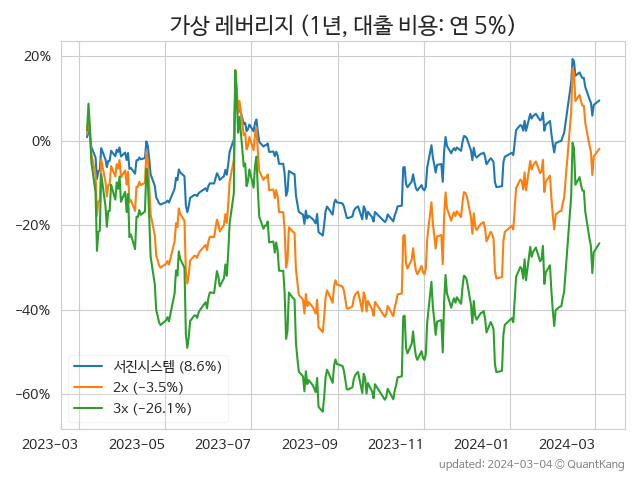 가상 레버리지 (1년, 대출 비용: 연 5%)
20%
0%
−20%
−40%
−60%
서진시스템 (8.6%)
2x (-3.5%)
3x (-26.1%)
2023-03 2023-05 2023-07 2023-09 2023-11 2024-01 2024-03
updated: 2024-03-04 © QuantKang